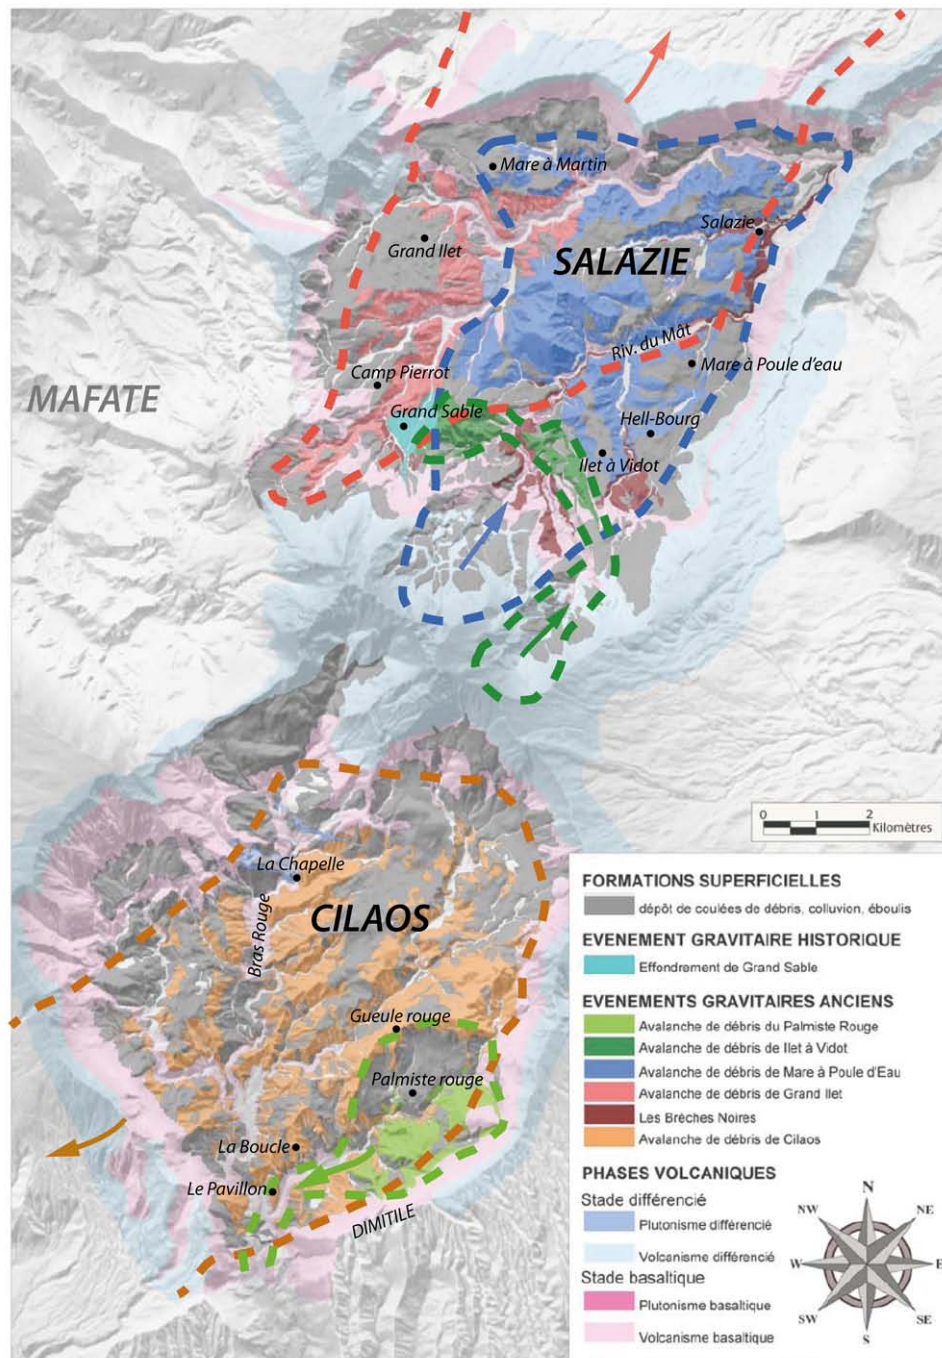 Mare à Martin
Salazie
Grand Ilet
SALAZIE
Riv. du Mât
Mare à Poule d'eau
Camp Pierrot
MAFATE
Grand Sable
Hell-Bourg
Ilet à Vidot
0 1 2
Kilomètres
La Chapelle
CILAOS
Bras Rouge
Gueule rouge
Palmiste rouge
La Boucle
Le Pavillon
DIMITILE
FORMATIONS SUPERFICIELLES
dépôt de coulées de débris, colluvion, éboulis
EVENEMENT GRAVITAIRE HISTORIQUE
Effondrement de Grand Sable
EVENEMENTS GRAVITAIRES ANCIENS
Avalanche de débris du Palmiste Rouge
Avalanche de débris de Ilet à Vidot
Avalanche de débris de Mare à Poule d'Eau
Avalanche de débris de Grand Ilet
Les Brèches Noires
Avalanche de débris de Cilaos
PHASES VOLCANIQUES
Stade différencié
Plutonisme différencié
Volcanisme différencié
Stade basaltique
Plutonisme basaltique
Volcanisme basaltique
N
NW NE
W E
SW SE
S